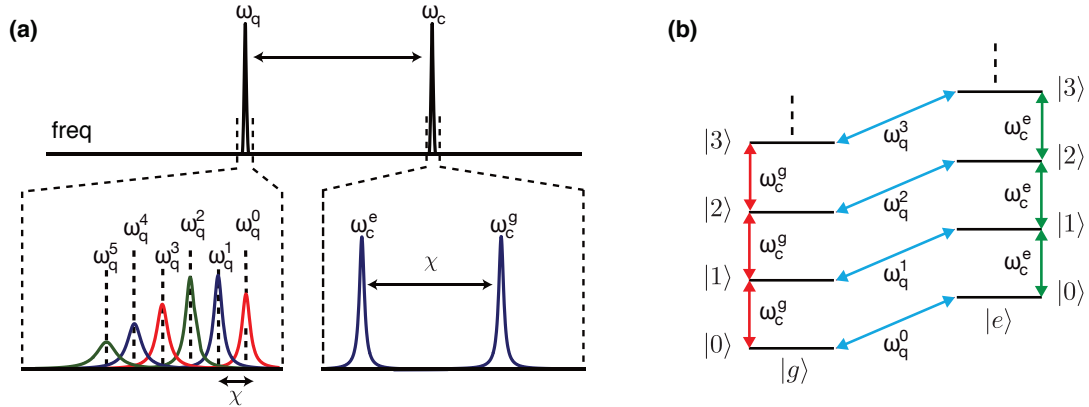 (a)
ω_q
ω_c
freq
ω_q^5
ω_q^4
ω_q^3
ω_q^2
ω_q^1
ω_q^0
χ
ω_c^e
ω_c^g
χ
(b)
|3⟩
|2⟩
|1⟩
|0⟩
ω_c^g
ω_c^g
ω_c^g
|g⟩
ω_q^3
ω_q^2
ω_q^1
ω_q^0
|3⟩
|2⟩
|1⟩
|0⟩
ω_c^e
ω_c^e
ω_c^e
|e⟩